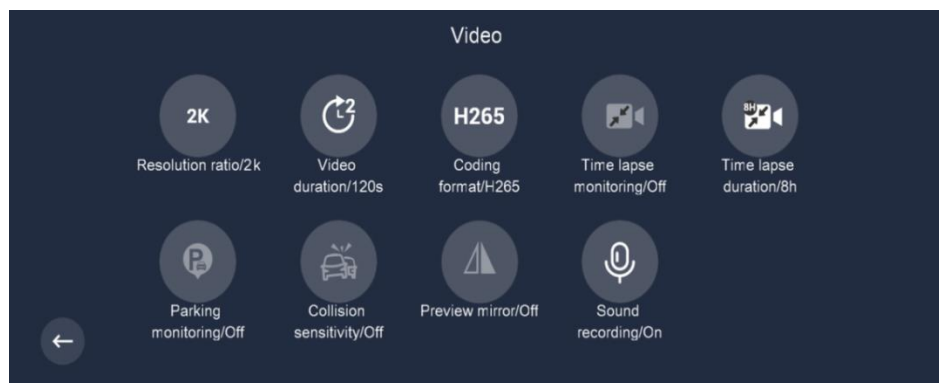 Video
2K
2
H265
8H
Resolution ratio/2k
Video
duration/120s
Coding
format/H265
Time lapse
monitoring/Off
Time lapse
duration/8h
P
Parking
monitoring/Off
Collision
sensitivity/Off
Preview mirror/Off
Sound
recording/On